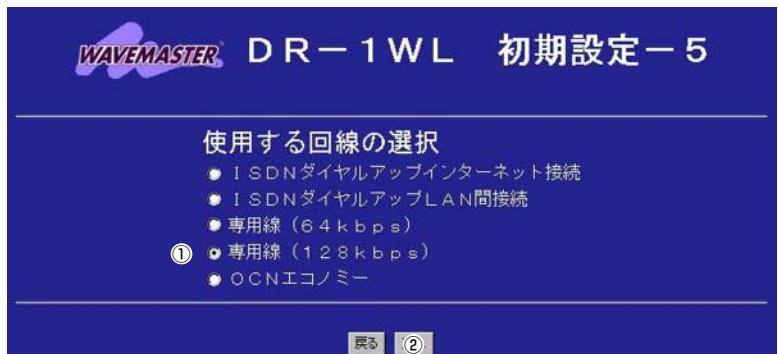 WAVEMASTER DR－1WL 初期設定－5
使用する回線の選択
ISDNダイヤルアップインターネット接続
ISDNダイヤルアップLAN間接続
専用線（64kbps）
① 専用線（128kbps）
OCNエコノミー
戻る ②